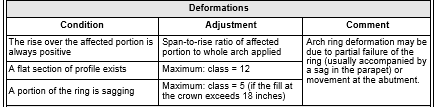 Deformations
Condition
Adjustment
Comment
The rise over the affected portion is
always positive
Span-to-rise ratio of affected
portion to whole arch applied
Arch ring deformation may be
due to partial failure of the
ring (usually accompanied by
a sag in the parapet) or
movement at the abutment.
A flat section of profile exists
Maximum: class = 12
A portion of the ring is sagging
Maximum: class = 5 (if the fill at
the crown exceeds 18 inches)